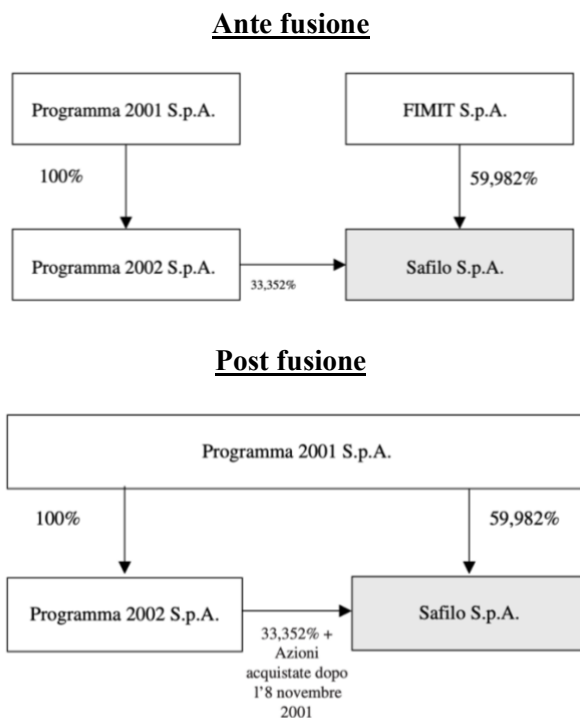 Ante fusione
Programma 2001 S.p.A.
FIMIT S.p.A.
100%
59,982%
Programma 2002 S.p.A.
33,352%
Safilo S.p.A.
Post fusione
Programma 2001 S.p.A.
100%
59,982%
Programma 2002 S.p.A.
33,352% +
Azioni
acquistate dopo
l'8 novembre
2001
Safilo S.p.A.